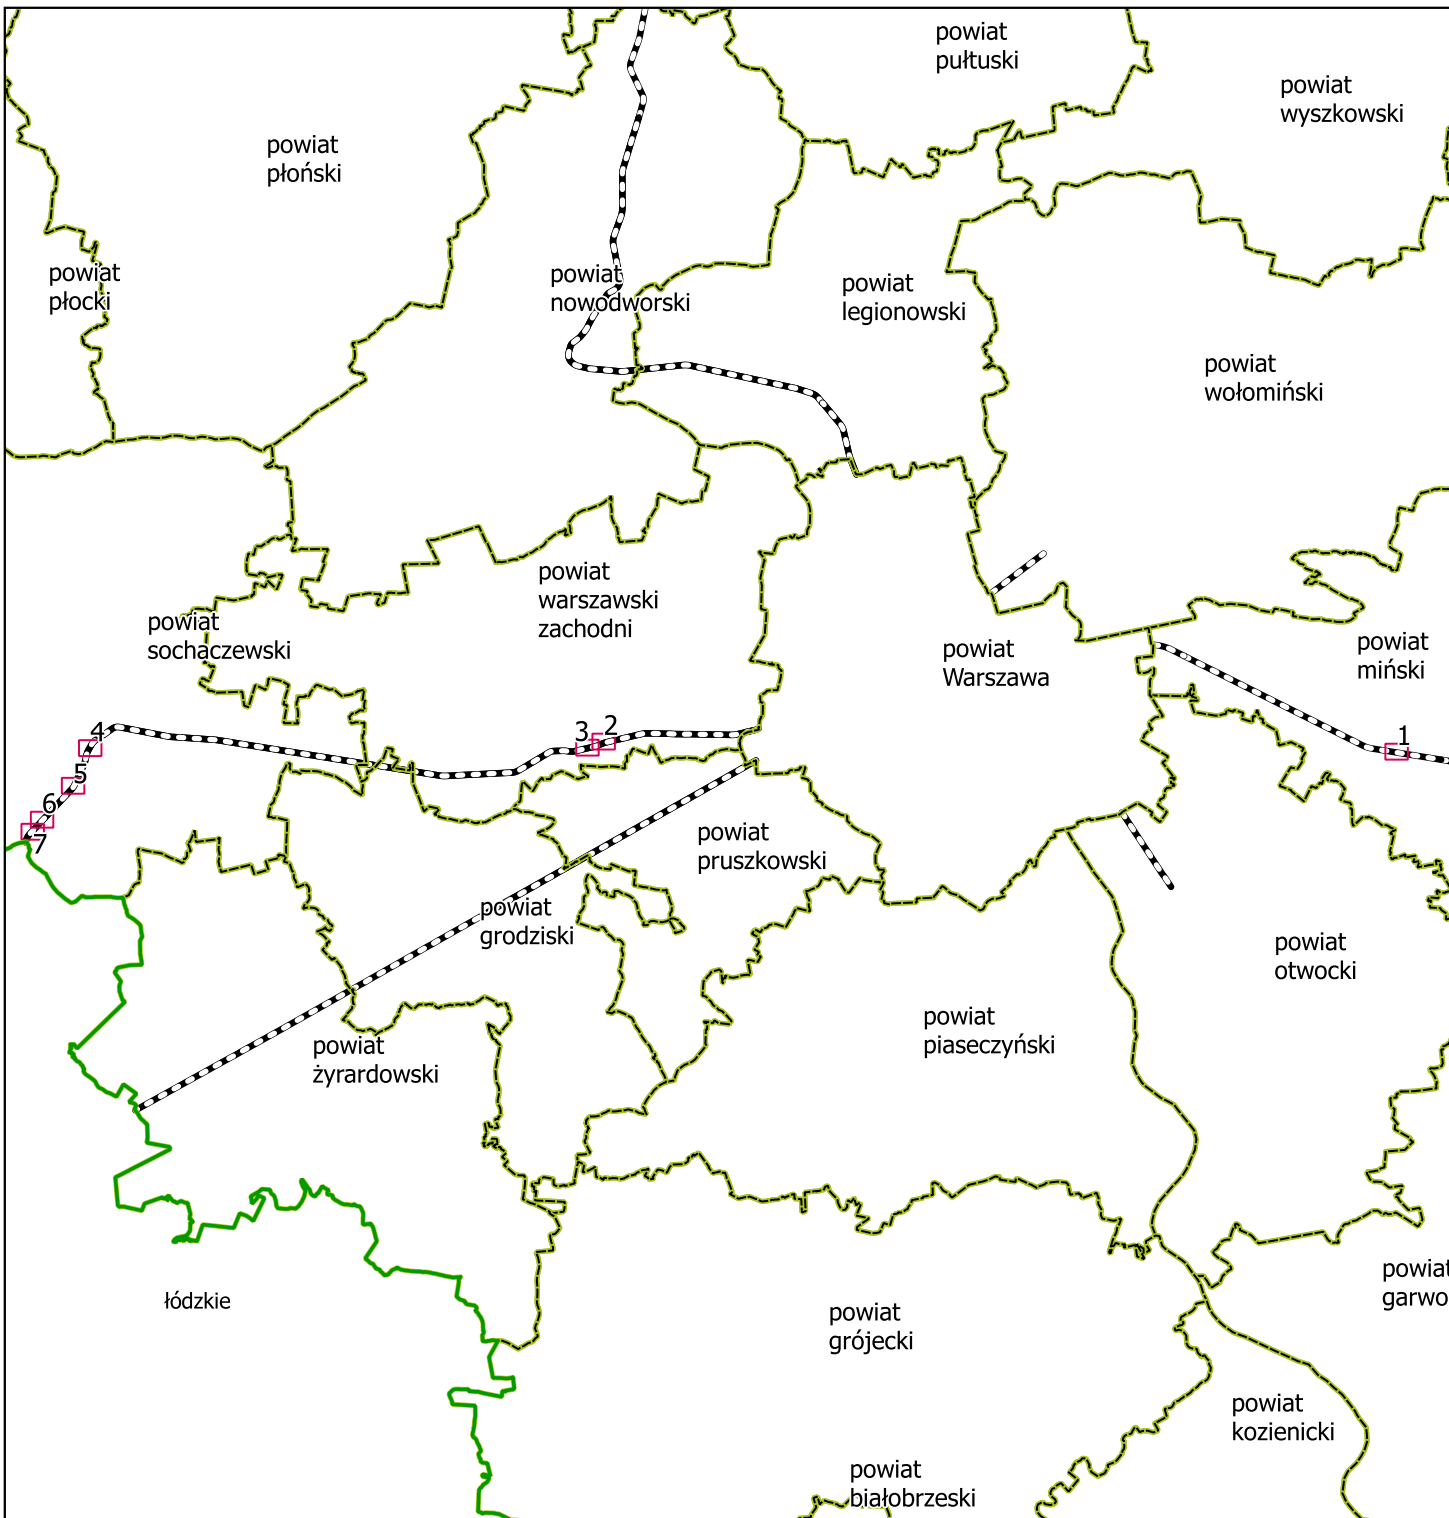 powiat
pułtuski
powiat
wyszkowski
powiat
płoński
powiat
płocki
powiat
nowodworski
powiat
legionowski
powiat
wołomiński
powiat
warszawski
zachodni
powiat
sochaczewski
powiat
Warszawa
powiat
miński
4
3
2
1
5
6
7
powiat
pruszkowski
powiat
grodziski
powiat
otwocki
powiat
piaseczyński
powiat
żyrardowski
łódzkie
powiat
garwo
powiat
grójecki
powiat
kozienicki
powiat
białobrzeski